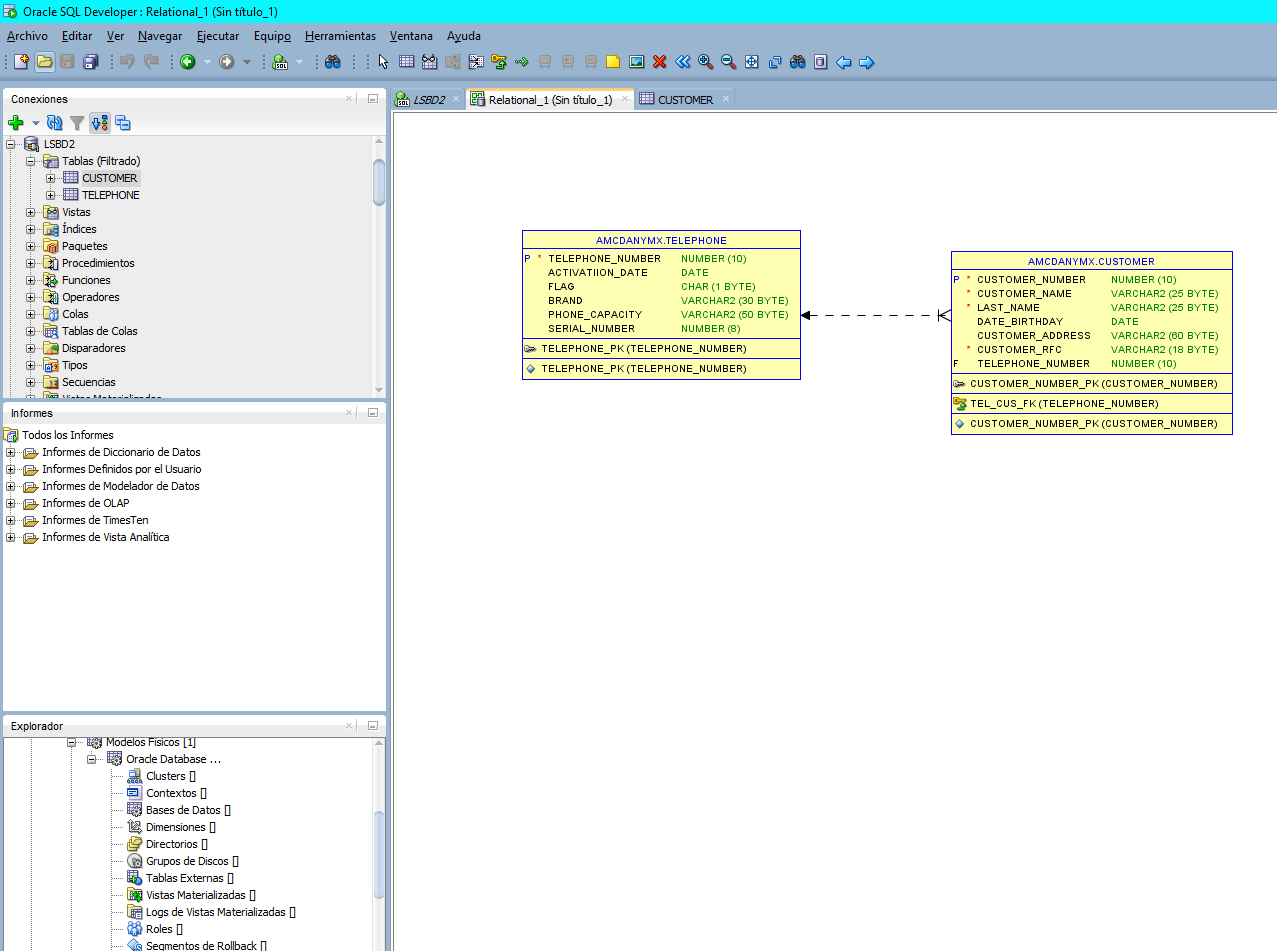 Oracle SQL Developer : Relational_1 (Sin título_1)
Archivo Editar Ver Navegar Ejecutar Equipo Herramientas Ventana Ayuda
Conexiones
LSBD2
Tablas (Filtrado)
CUSTOMER
TELEPHONE
Vistas
Índices
Paquetes
Procedimientos
Funciones
Operadores
Colas
Tablas de Colas
Disparadores
Tipos
Secuencias
Vistas Materializadas
Informes
Todos los Informes
Informes de Diccionario de Datos
Informes Definidos por el Usuario
Informes de Modelador de Datos
Informes de OLAP
Informes de TimesTen
Informes de Vista Analítica
Explorador
Modelos Físicos [1]
Oracle Database ...
Clusters []
Contextos []
Bases de Datos []
Dimensiones []
Directorios []
Grupos de Discos []
Tablas Externas []
Vistas Materializadas []
Logs de Vistas Materializadas []
Roles []
Segmentos de Rollback []
LSBD2 Relational_1 (Sin título_1) CUSTOMER
AMCDANYMX.TELEPHONE
P * TELEPHONE_NUMBER NUMBER (10)
ACTIVATIION_DATE DATE
FLAG CHAR (1 BYTE)
BRAND VARCHAR2 (30 BYTE)
PHONE_CAPACITY VARCHAR2 (50 BYTE)
SERIAL_NUMBER NUMBER (8)
TELEPHONE_PK (TELEPHONE_NUMBER)
TELEPHONE_PK (TELEPHONE_NUMBER)
AMCDANYMX.CUSTOMER
P * CUSTOMER_NUMBER NUMBER (10)
* CUSTOMER_NAME VARCHAR2 (25 BYTE)
* LAST_NAME VARCHAR2 (25 BYTE)
DATE_BIRTHDAY DATE
CUSTOMER_ADDRESS VARCHAR2 (60 BYTE)
* CUSTOMER_RFC VARCHAR2 (18 BYTE)
F TELEPHONE_NUMBER NUMBER (10)
CUSTOMER_NUMBER_PK (CUSTOMER_NUMBER)
TEL_CUS_FK (TELEPHONE_NUMBER)
CUSTOMER_NUMBER_PK (CUSTOMER_NUMBER)